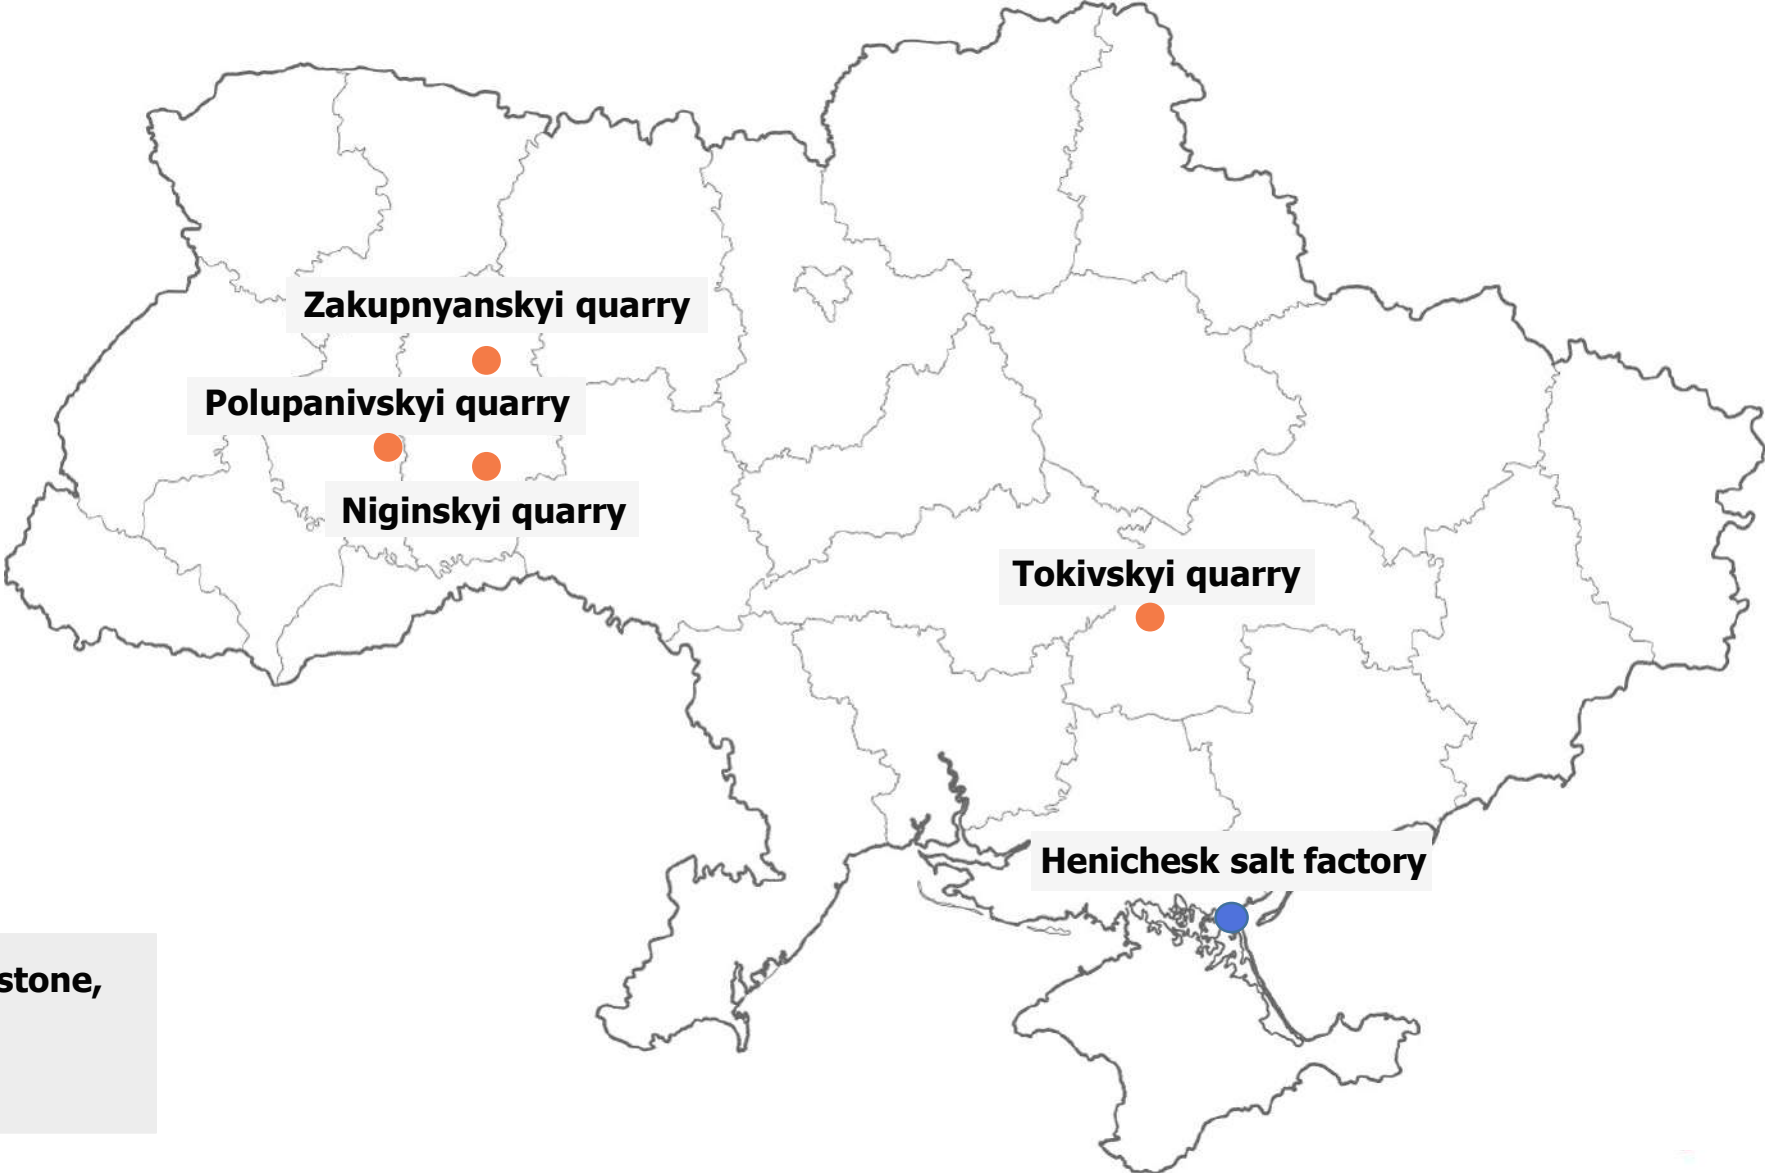 Zakupnyanskyi quarry
Polupanivskyi quarry
Niginskyi quarry
Tokivskyi quarry
Henichesk salt factory
stone,